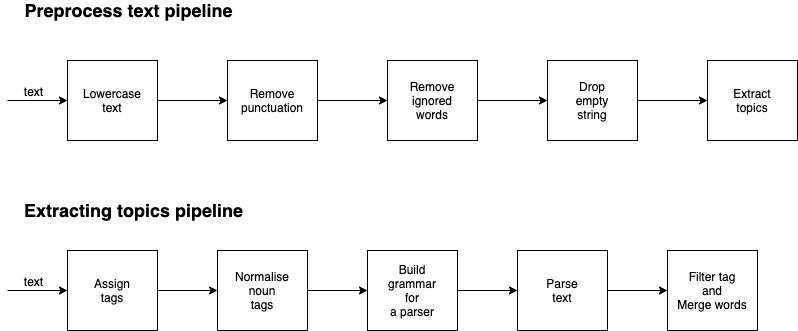 Preprocess text pipeline
text
Lowercase
text
Remove
punctuation
Remove
ignored
words
Drop
empty
string
Extract
topics
Extracting topics pipeline
text
Assign
tags
Normalise
noun
tags
Build
grammar
for
a parser
Parse
text
Filter tag
and
Merge words